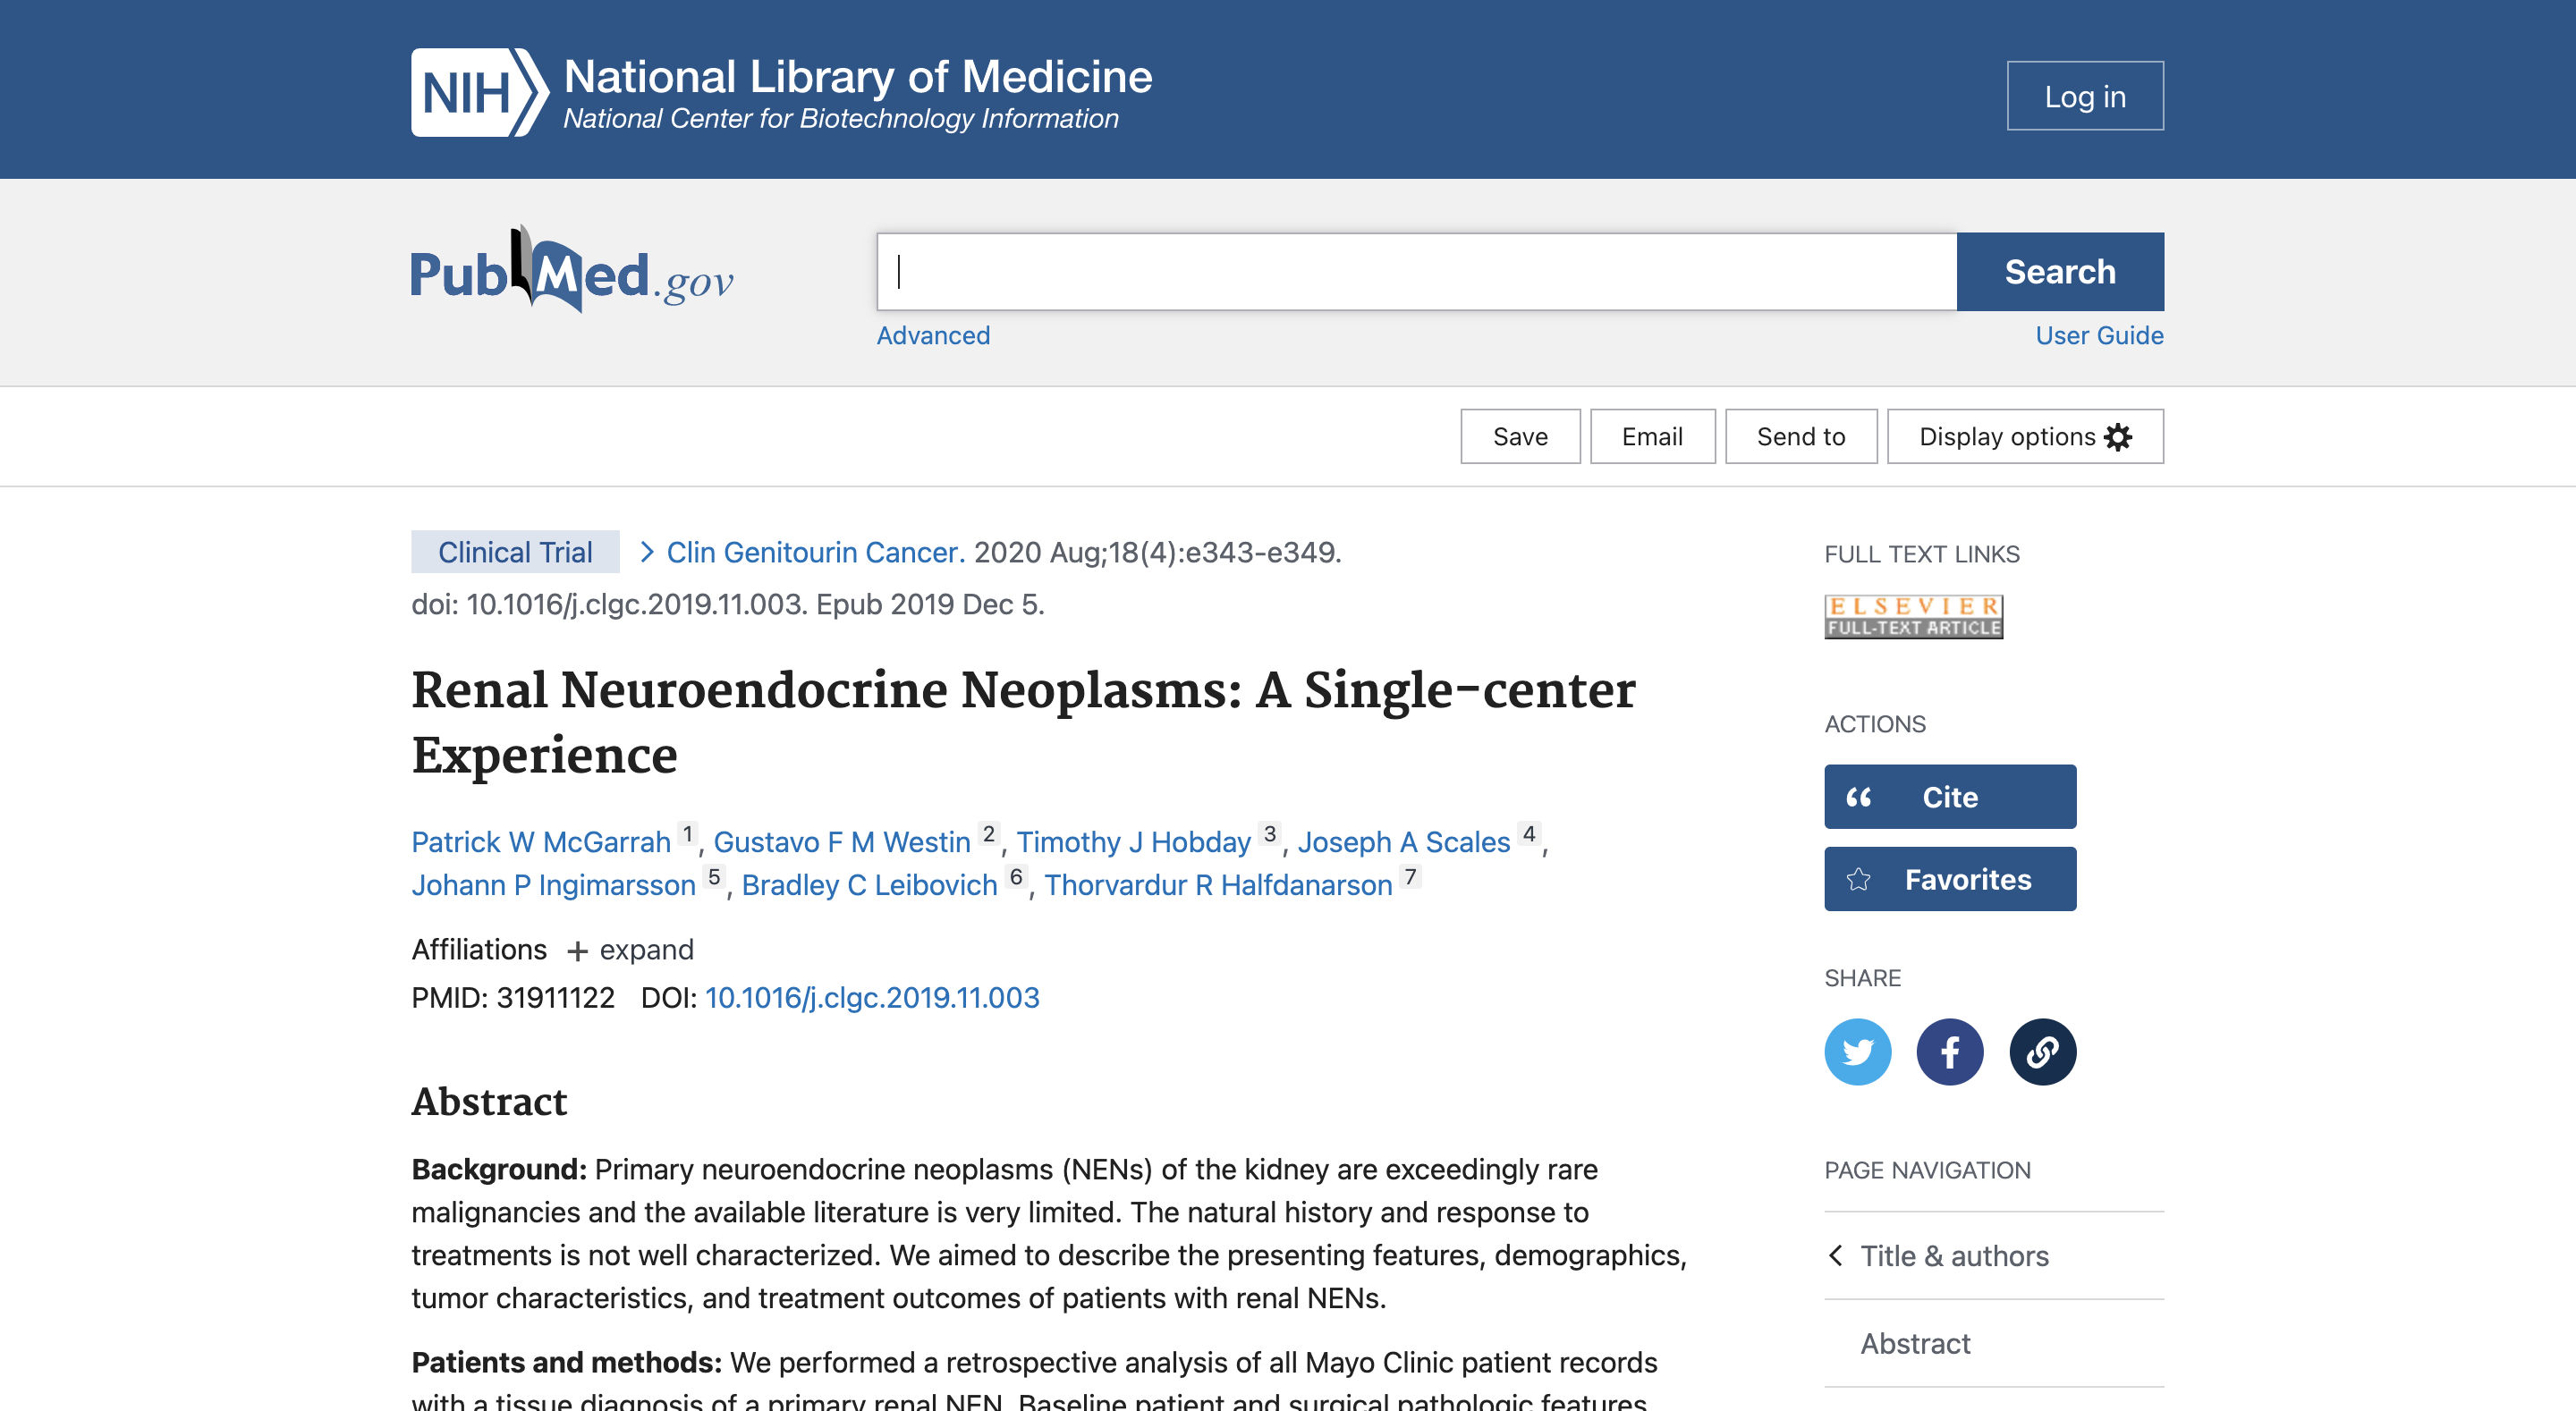 NIH National Library of Medicine
National Center for Biotechnology Information
Log in
PubMed.gov
Search
Advanced
User Guide
Save
Email
Send to
Display options
Clinical Trial > Clin Genitourin Cancer. 2020 Aug;18(4):e343-e349.
doi: 10.1016/j.clgc.2019.11.003. Epub 2019 Dec 5.
Renal Neuroendocrine Neoplasms: A Single-center
Experience
Patrick W McGarrah 1, Gustavo F M Westin 2, Timothy J Hobday 3, Joseph A Scales 4,
Johann P Ingimarsson 5, Bradley C Leibovich 6, Thorvardur R Halfdanarson 7
Affiliations + expand
PMID: 31911122 DOI: 10.1016/j.clgc.2019.11.003
Abstract
Background: Primary neuroendocrine neoplasms (NENs) of the kidney are exceedingly rare
malignancies and the available literature is very limited. The natural history and response to
treatments is not well characterized. We aimed to describe the presenting features, demographics,
tumor characteristics, and treatment outcomes of patients with renal NENs.
Patients and methods: We performed a retrospective analysis of all Mayo Clinic patient records
with a tissue diagnosis of a primary renal NEN. Baseline patient and surgical pathologic features
FULL TEXT LINKS
ELSEVIER
FULL-TEXT ARTICLE
ACTIONS
Cite
Favorites
SHARE
PAGE NAVIGATION
Title & authors
Abstract